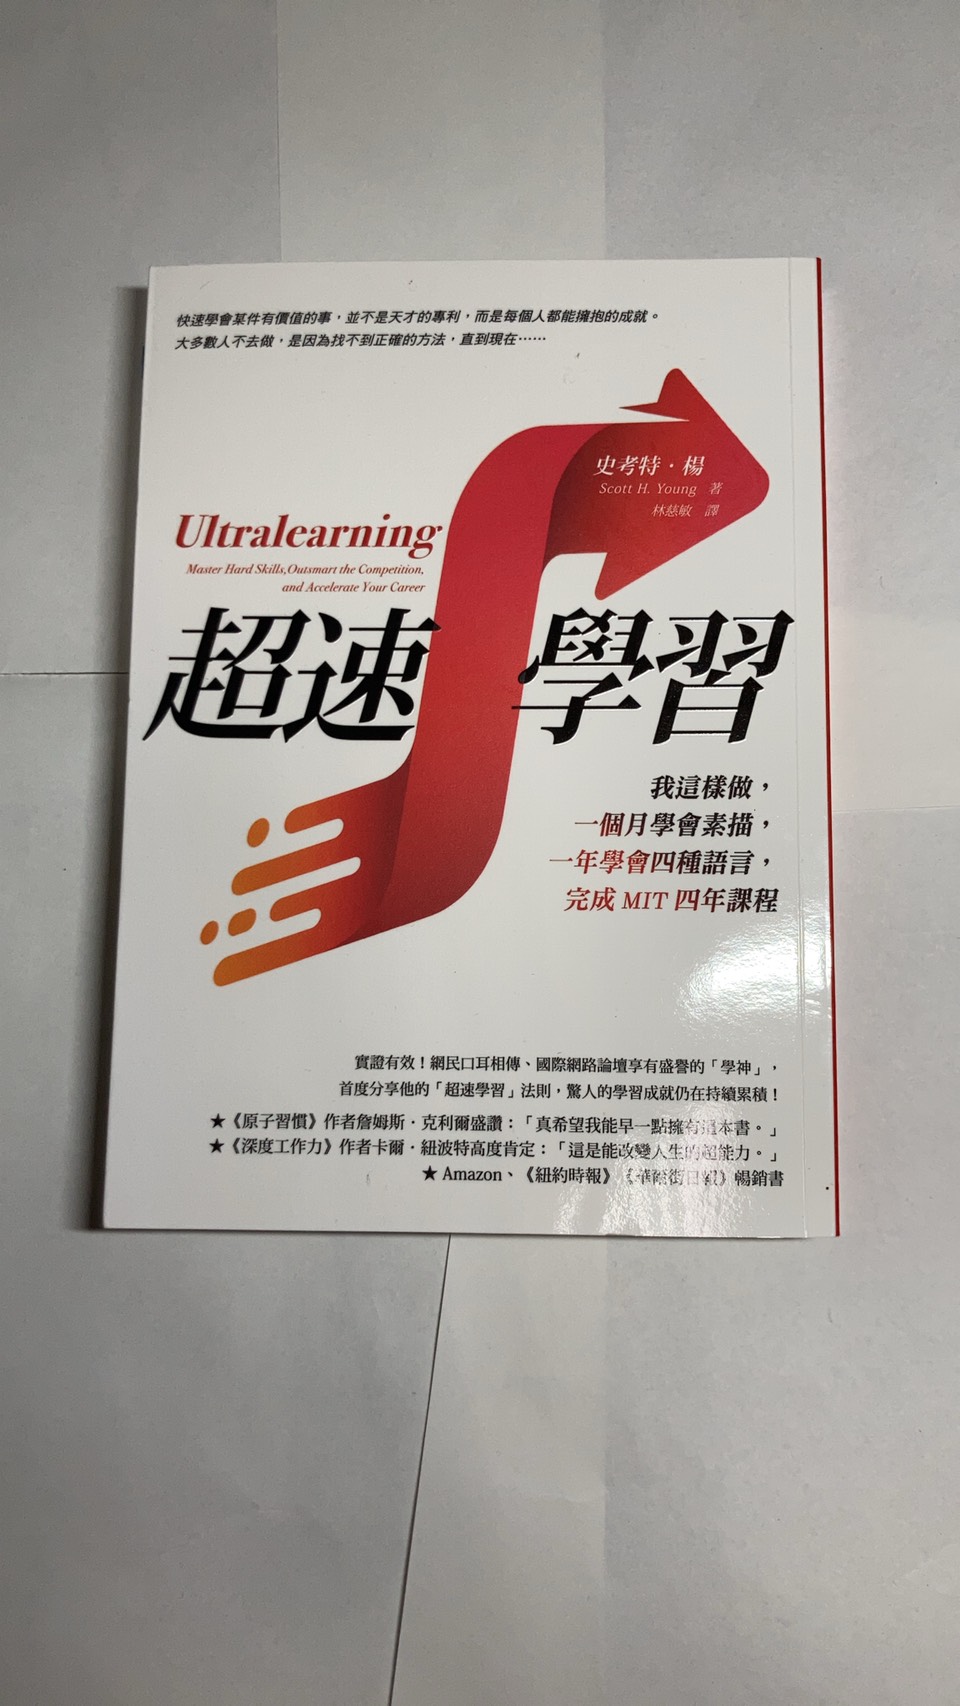 快速學會某件有價值的事，並不是天才的專利，而是每個人都能擁抱的成就。
大多數人不去做，是因為找不到正確的方法，直到現在……
史考特・楊
Scott H. Young 著
林慈敏 譯
Ultralearning
Master Hard Skills, Outsmart the Competition,
and Accelerate Your Career
超速學習
我這樣做，
一個月學會素描，
一年學會四種語言，
完成 MIT 四年課程
實證有效！網民口耳相傳、國際網路論壇享有盛譽的「學神」，
首度分享他的「超速學習」法則，驚人的學習成就仍在持續累積！
★《原子習慣》作者詹姆斯・克利爾盛讚：「真希望我能早一點擁有這本書。」
★《深度工作力》作者卡爾・紐波特高度肯定：「這是能改變人生的超能力。」
★ Amazon、《紐約時報》《華爾街日報》暢銷書